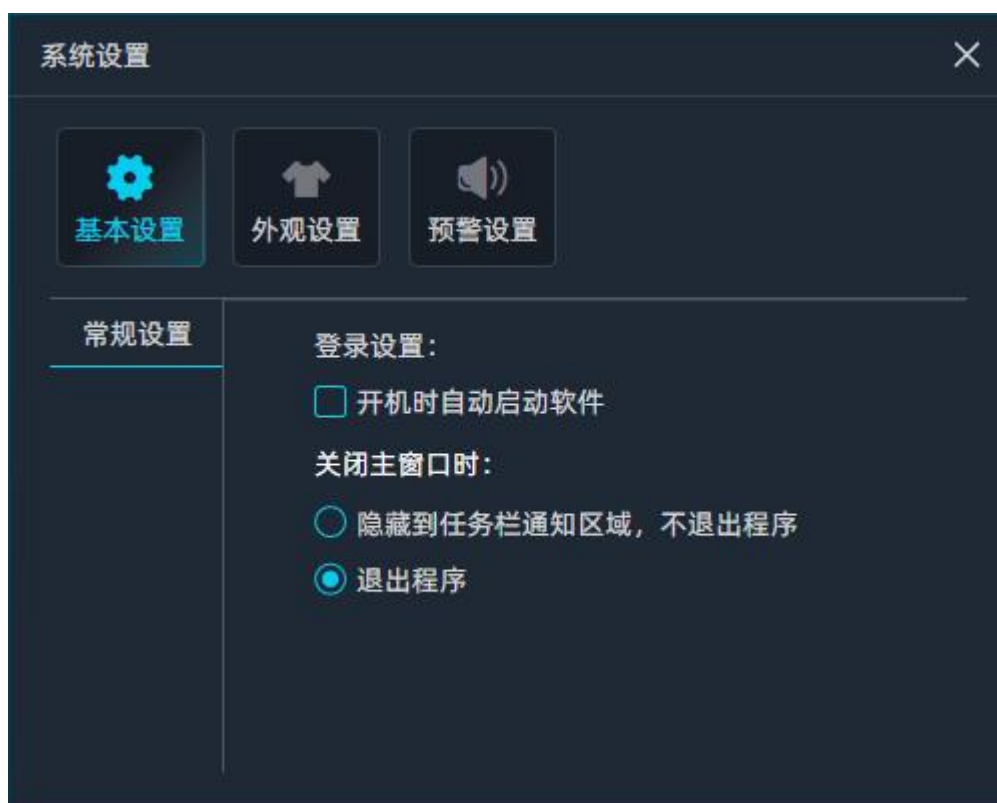 系统设置
基本设置 外观设置 预警设置
常规设置
登录设置：
开机时自动启动软件
关闭主窗口时：
隐藏到任务栏通知区域，不退出程序
退出程序